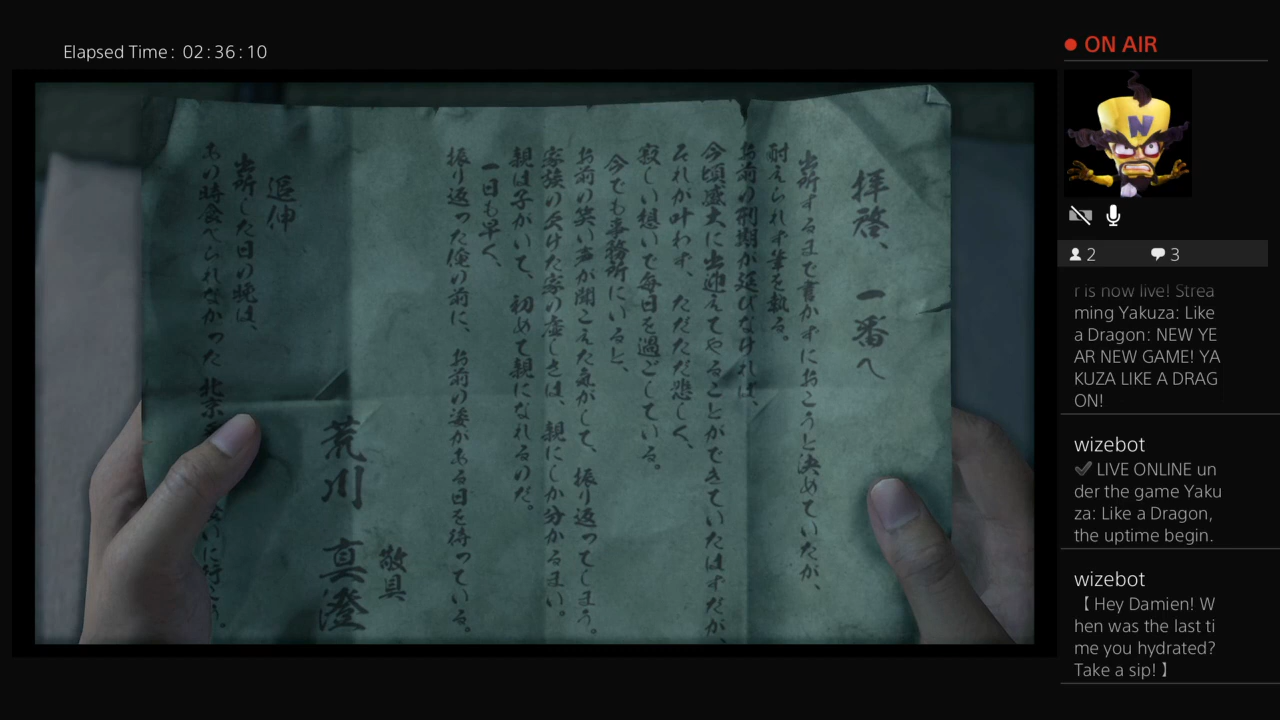 Elapsed Time: 02:36:10
拝啓、一番へ
出所するまで書かずにおこうと決めていたが、
耐えられず筆を執る。
お前の刑期が延びなければ、
今頃盛大に出迎えてやることができていたはずだが、
それが叶わず、ただただ悲しく、
寂しい想いで毎日を過ごしている。
今でも事務所にいると、
お前の笑い声が聞こえた気がして、振り返ってしまう。
家族の欠けた家の虚しさは、親にしか分かるまい。
親は子がいて、初めて親になれるのだ。
一日も早く、
振り返った俺の前に、お前の姿がある日を待っている。
敬具
荒川 真澄
追伸
出所した日の晩は、
あの時食べられなかった 北京
いに行こう。
ON AIR
2
3
r is now live! Strea
ming Yakuza: Like
a Dragon: NEW YE
AR NEW GAME! YA
KUZA LIKE A DRAG
ON!
wizebot
✔ LIVE ONLINE un
der the game Yaku
za: Like a Dragon,
the uptime begin.
wizebot
【 Hey Damien! W
hen was the last ti
me you hydrated?
Take a sip! 】
N